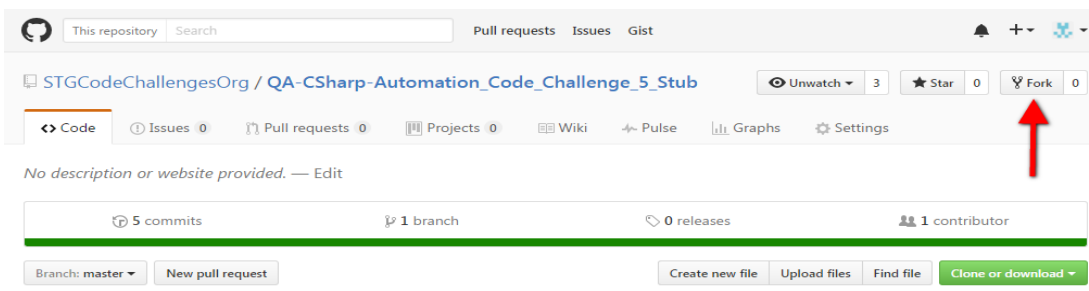 This repository Search Pull requests Issues Gist
STGCodeChallengesOrg / QA-CSharp-Automation_Code_Challenge_5_Stub Unwatch 3 Star 0 Fork 0
Code Issues 0 Pull requests 0 Projects 0 Wiki Pulse Graphs Settings
No description or website provided. — Edit
5 commits 1 branch 0 releases 1 contributor
Branch: master New pull request Create new file Upload files Find file Clone or download